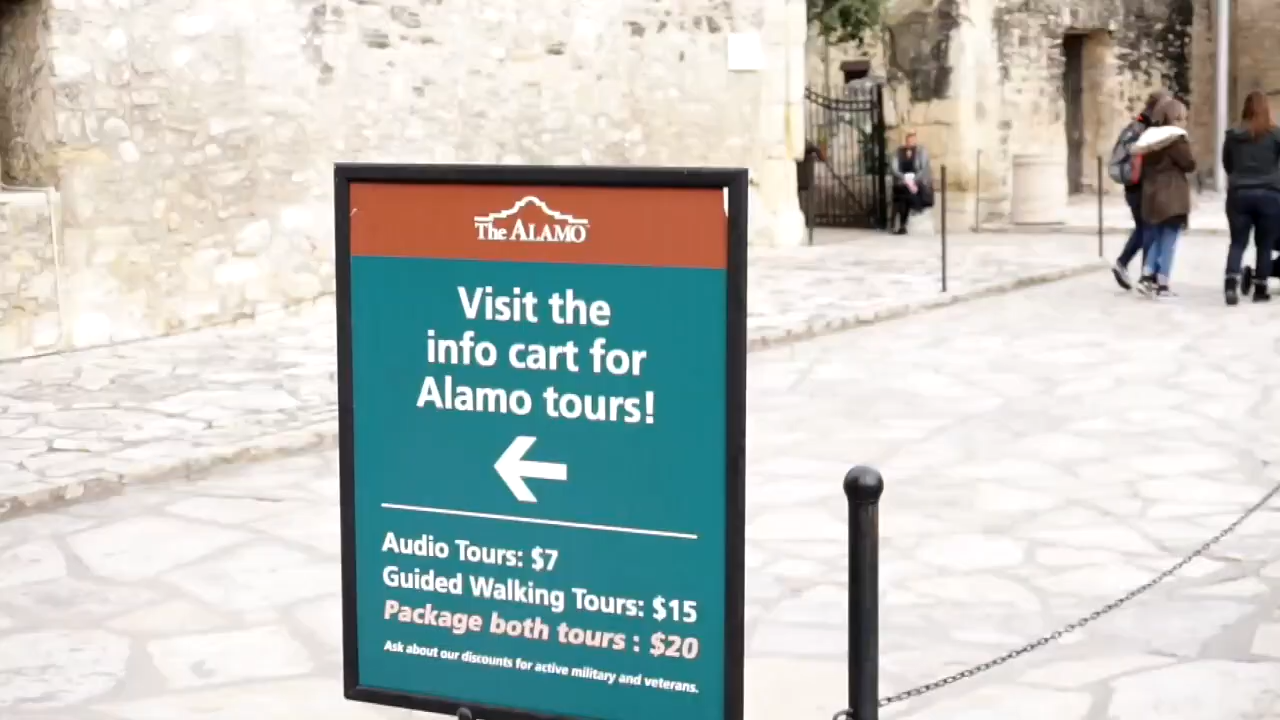 The ALAMO
Visit the
info cart for
Alamo tours!
Audio Tours: $7
Guided Walking Tours: $15
Package both tours : $20
Ask about our discounts for active military and veterans.